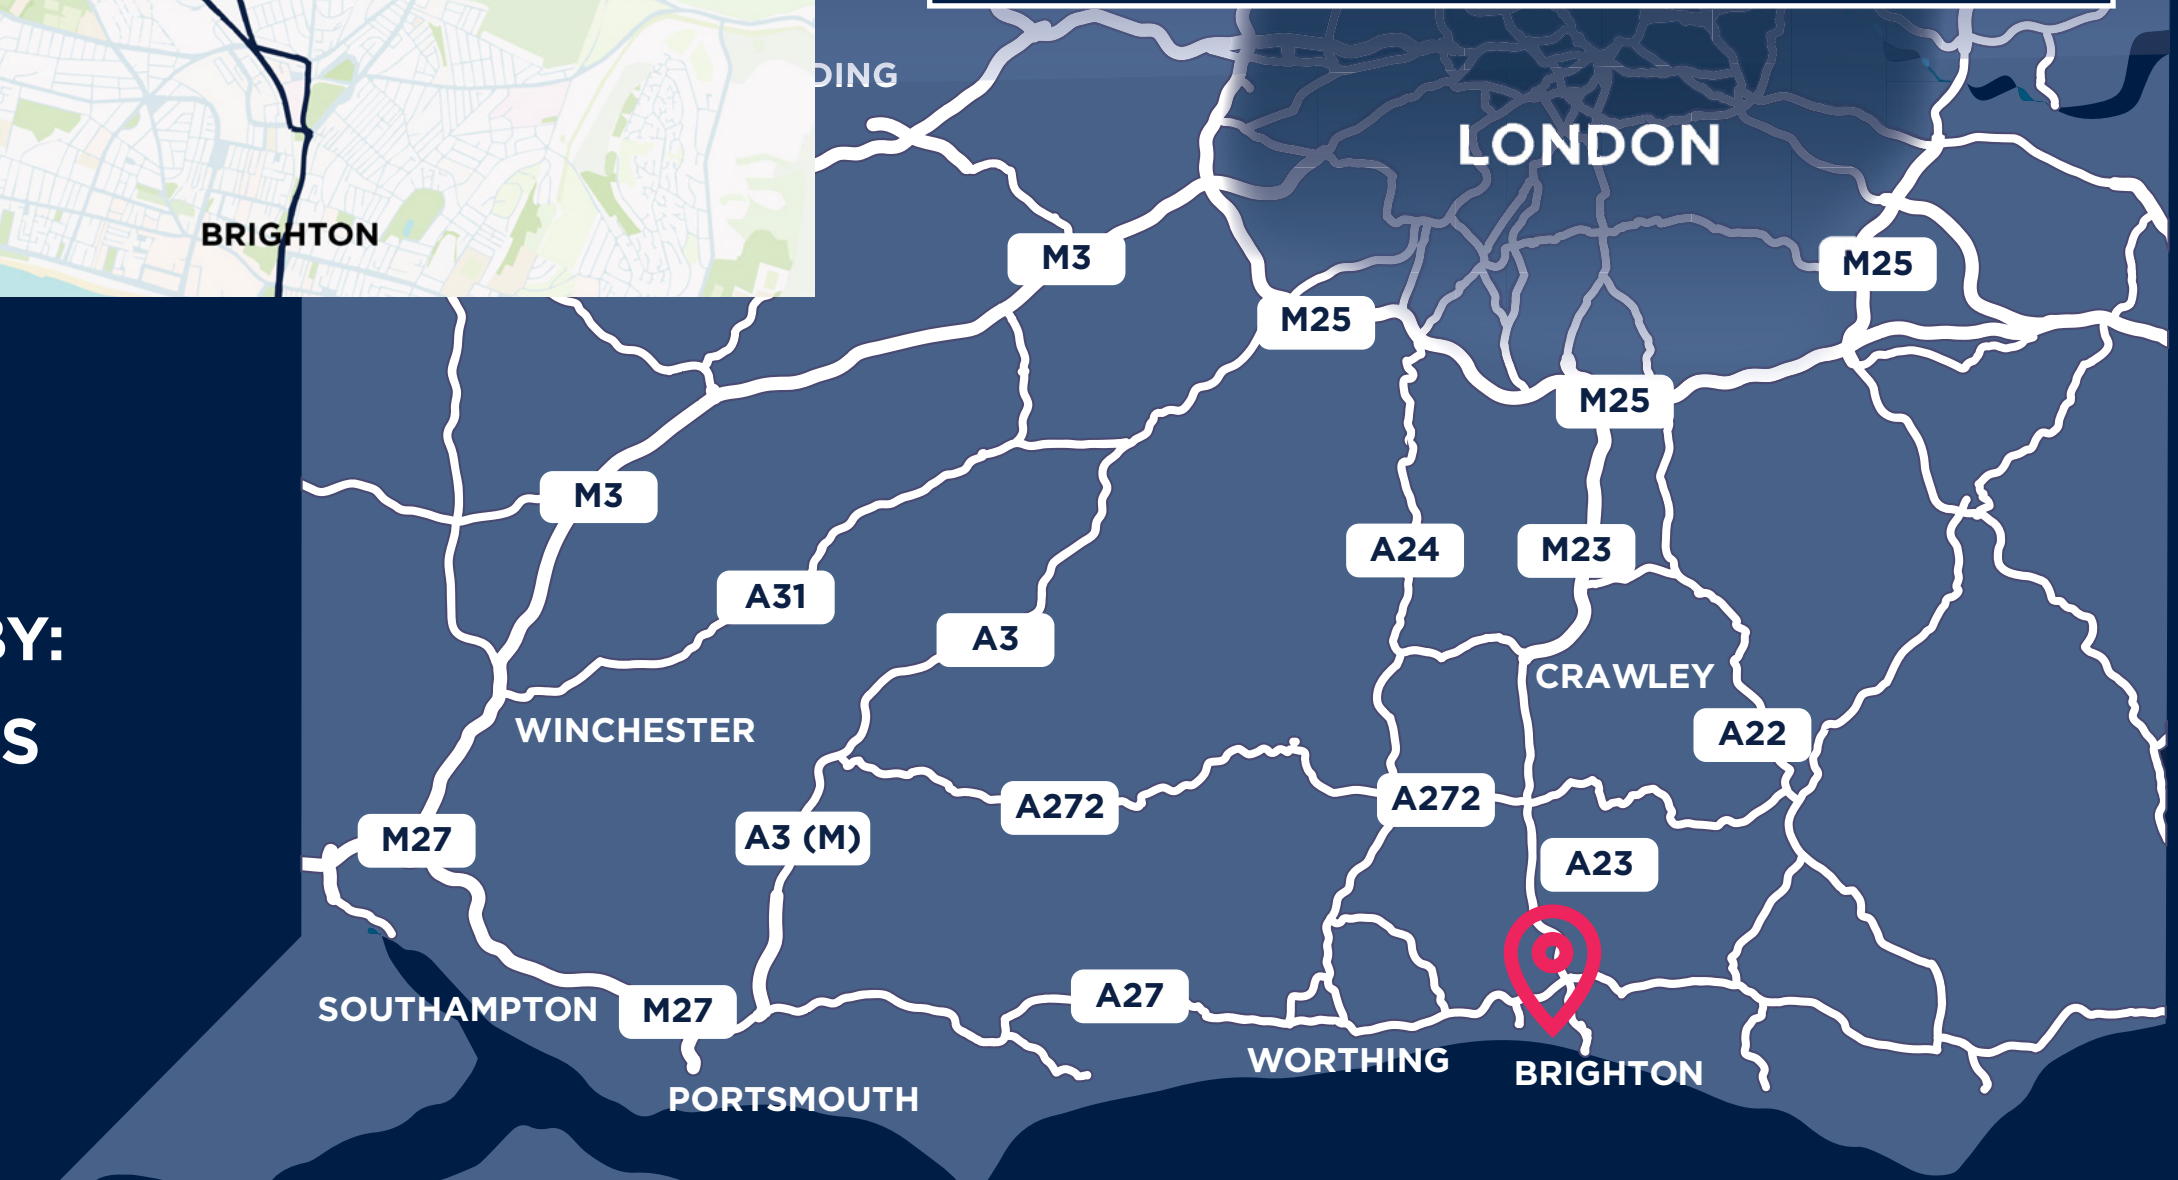 DING
LONDON
BRIGHTON
M3
M25
M25
M25
M3
A24
M23
A31
A3
BY:
CRAWLEY
WINCHESTER
A22
S
A272
A272
M27
A3 (M)
A23
A27
SOUTHAMPTON
M27
WORTHING
BRIGHTON
PORTSMOUTH